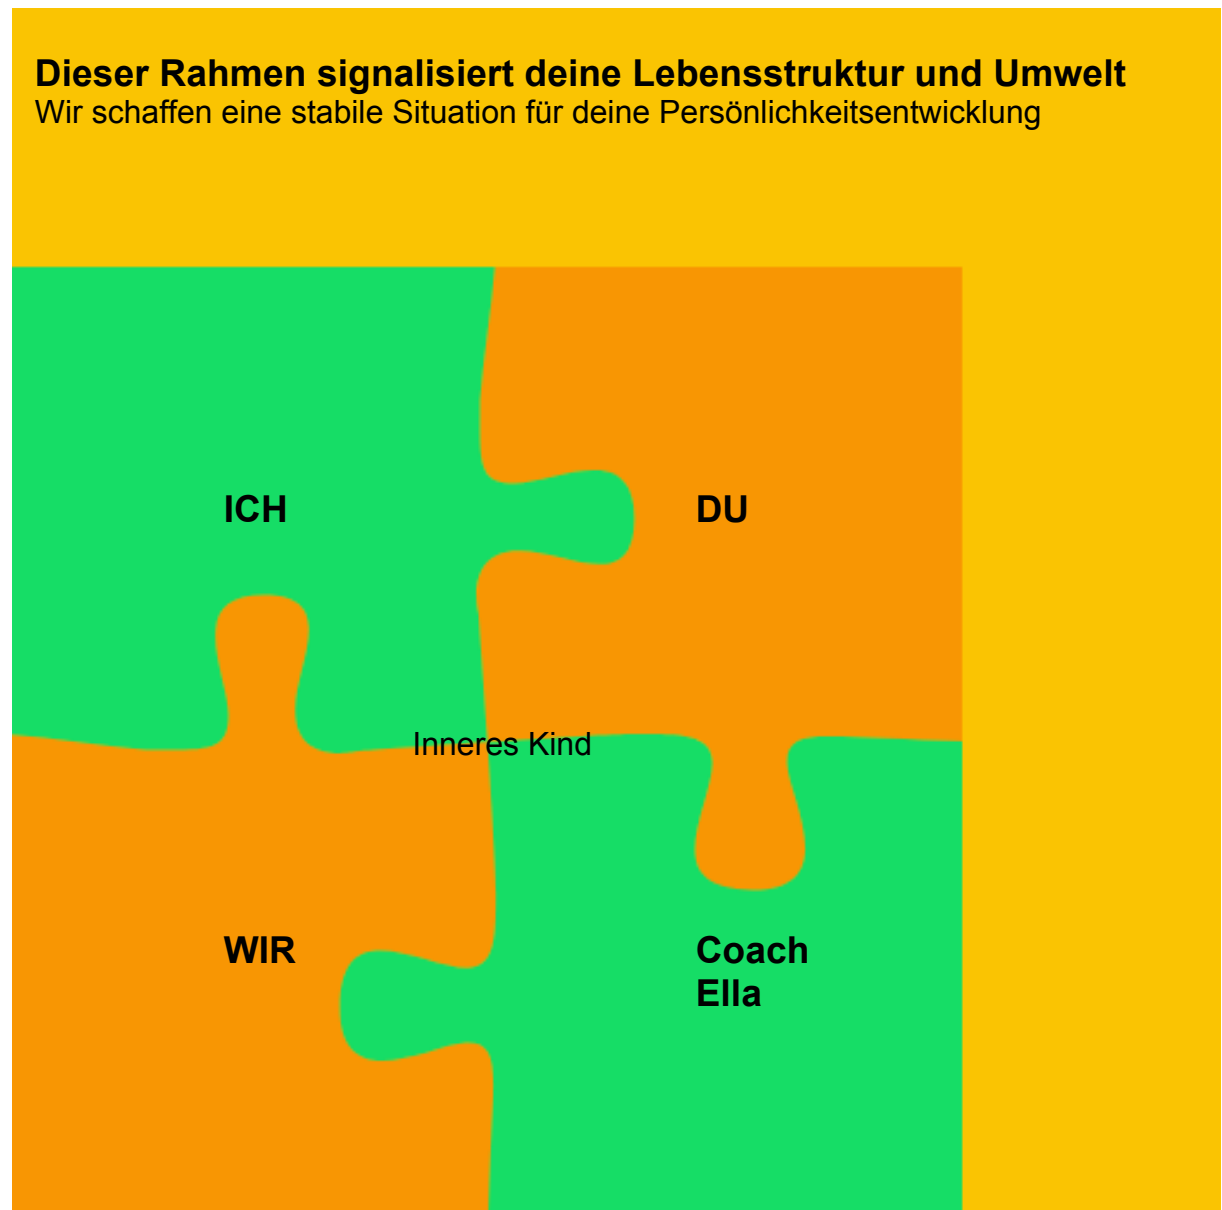 Dieser Rahmen signalisiert deine Lebensstruktur und Umwelt
Wir schaffen eine stabile Situation für deine Persönlichkeitsentwicklung
ICH
DU
Inneres Kind
WIR
Coach
Ella